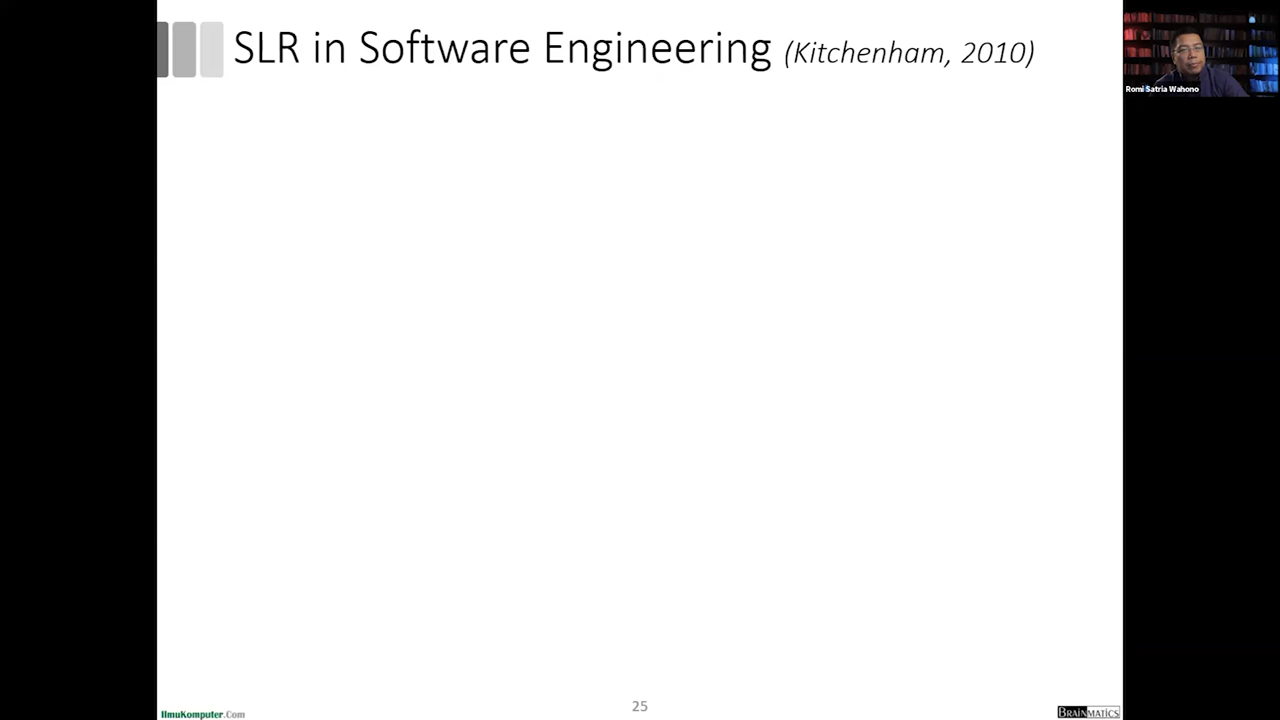 SLR in Software Engineering (Kitchenham, 2010)
Romi Satria Wahono
25
IlmuKomputer.Com
BRAINMATICS